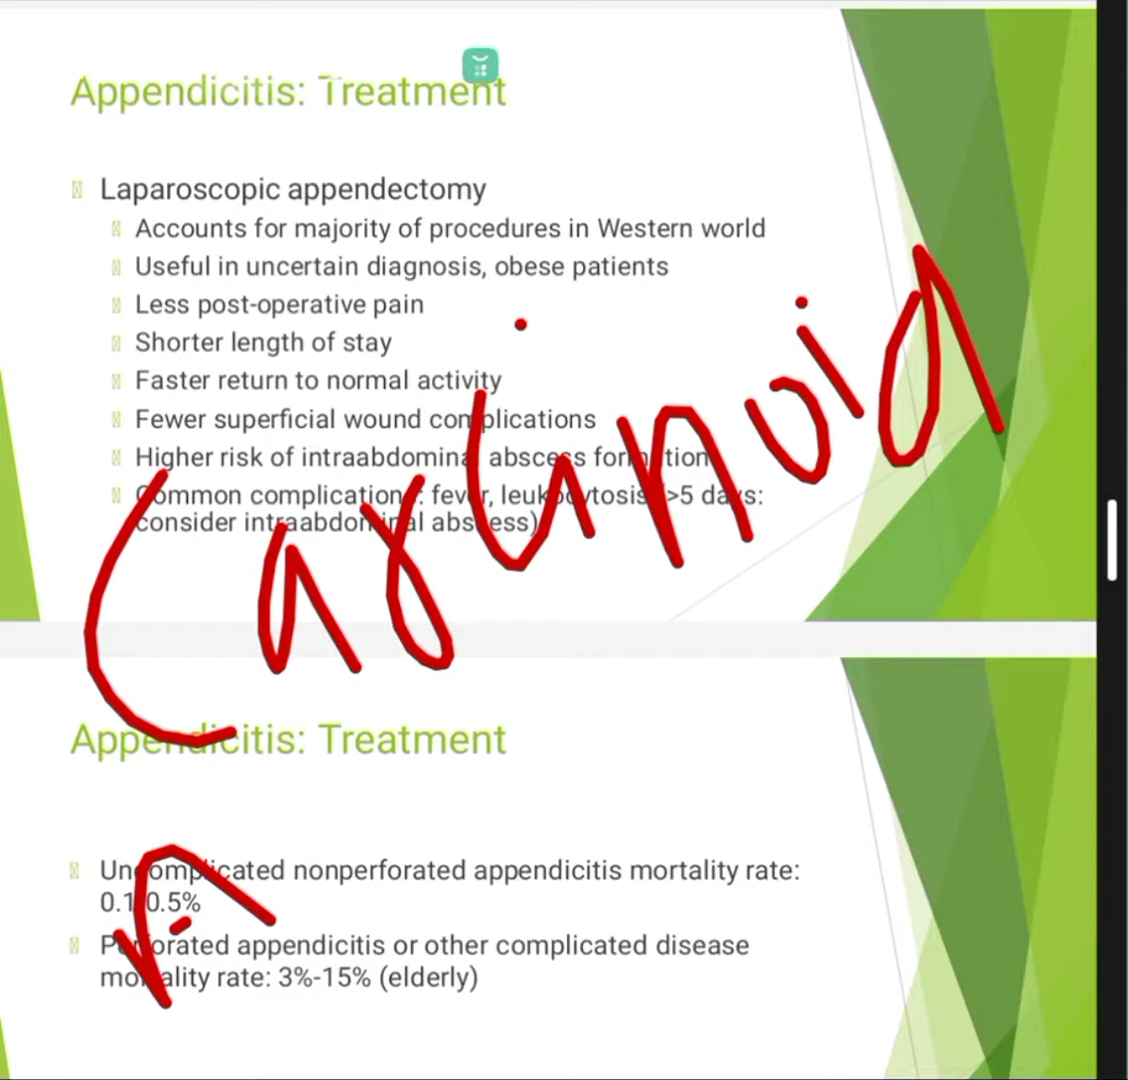 Appendicitis: Treatment
Laparoscopic appendectomy
Accounts for majority of procedures in Western world
Useful in uncertain diagnosis, obese patients
Less post-operative pain
Shorter length of stay
Faster return to normal activity
Fewer superficial wound complications
Higher risk of intraabdominal abscess formation
Common complications: fever, leukocytosis (>5 days:
consider intraabdominal abscess)
Carcinoid
Appendicitis: Treatment
Uncomplicated nonperforated appendicitis mortality rate:
0.1-0.5%
Perforated appendicitis or other complicated disease
mortality rate: 3%-15% (elderly)